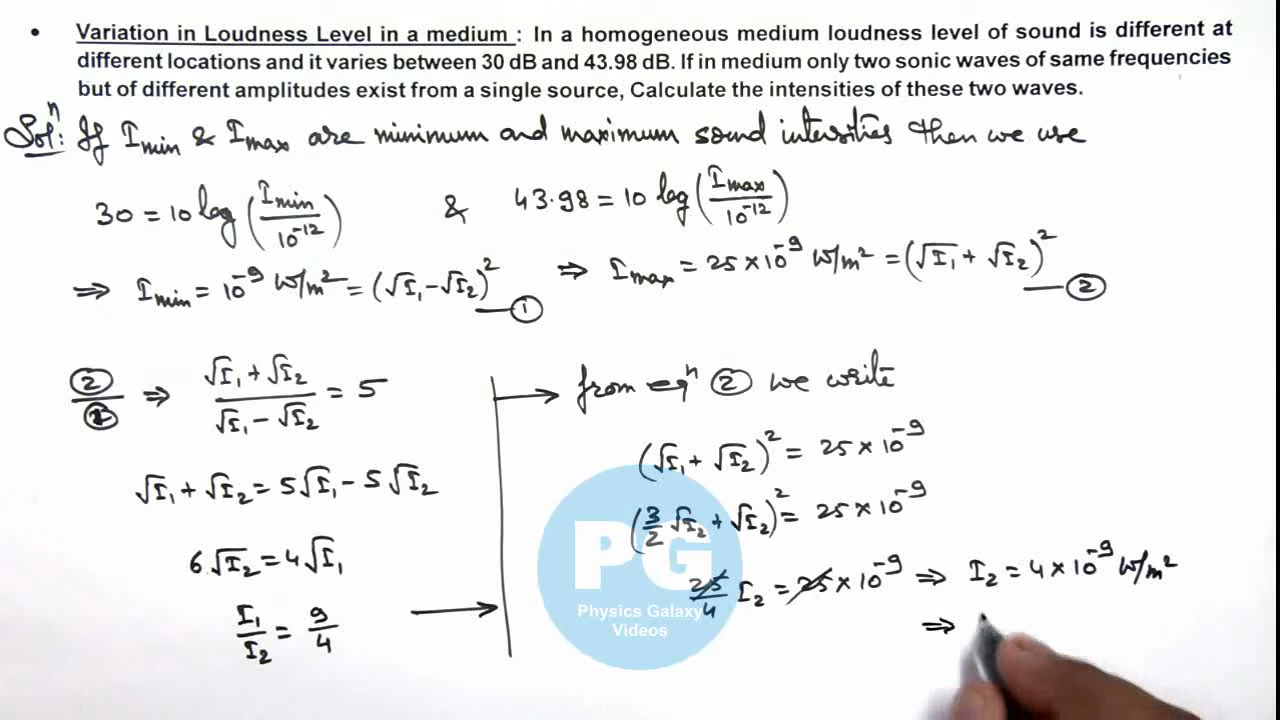 • Variation in Loudness Level in a medium : In a homogeneous medium loudness level of sound is different at
different locations and it varies between 30 dB and 43.98 dB. If in medium only two sonic waves of same frequencies
but of different amplitudes exist from a single source, Calculate the intensities of these two waves.
Solⁿ: If I_min & I_max are minimum and maximum sound intensities then we use
30 = 10 log (I_min / 10⁻¹²) & 43.98 = 10 log (I_max / 10⁻¹²)
⇒ I_min = 10⁻⁹ W/m² = (√I₁ - √I₂)² —① ⇒ I_max = 25 × 10⁻⁹ W/m² = (√I₁ + √I₂)² —②
②/① ⇒ (√I₁ + √I₂) / (√I₁ - √I₂) = 5
√I₁ + √I₂ = 5√I₁ - 5√I₂
6√I₂ = 4√I₁
I₁/I₂ = 9/4 →
→ from eqⁿ ② we write
(√I₁ + √I₂)² = 25 × 10⁻⁹
(3/2 √I₂ + √I₂)² = 25 × 10⁻⁹
25/4 I₂ = 25 × 10⁻⁹ ⇒ I₂ = 4 × 10⁻⁹ W/m²
⇒
PG
Physics Galaxy
Videos